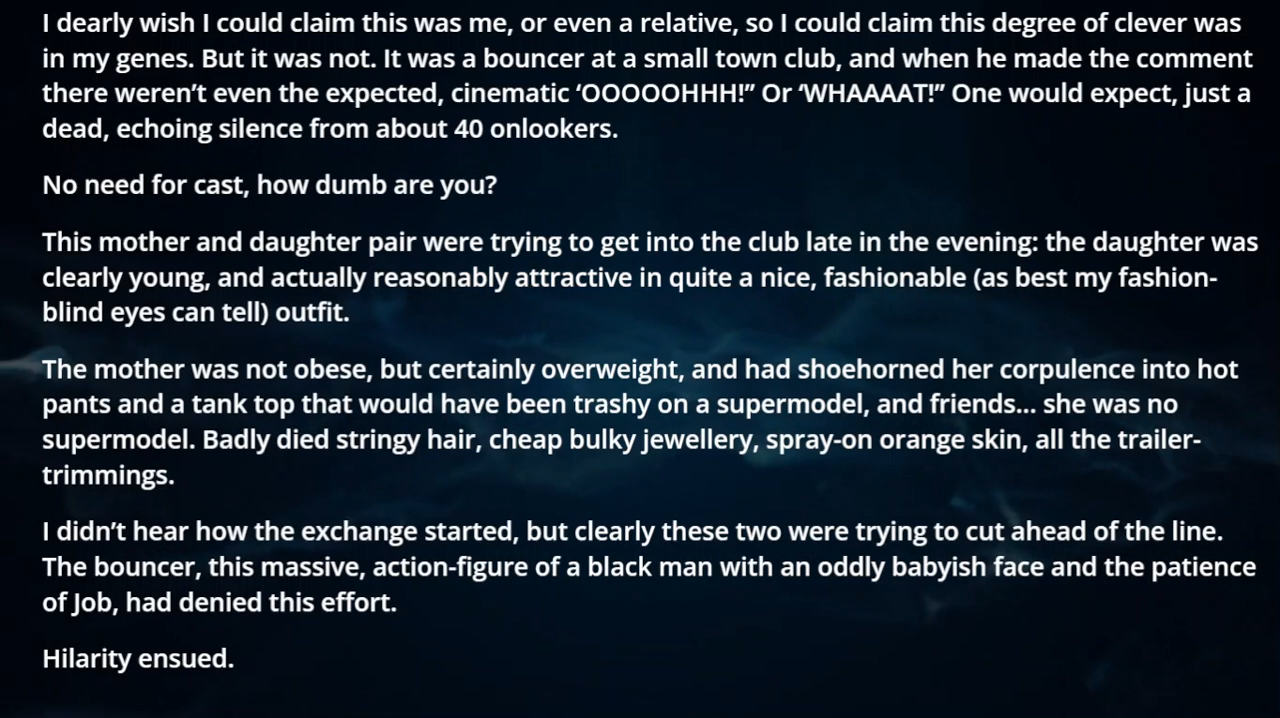 I dearly wish I could claim this was me, or even a relative, so I could claim this degree of clever was
in my genes. But it was not. It was a bouncer at a small town club, and when he made the comment
there weren’t even the expected, cinematic ‘OOOOOHHH!” Or ‘WHAAAAT!” One would expect, just a
dead, echoing silence from about 40 onlookers.
No need for cast, how dumb are you?
This mother and daughter pair were trying to get into the club late in the evening: the daughter was
clearly young, and actually reasonably attractive in quite a nice, fashionable (as best my fashion-
blind eyes can tell) outfit.
The mother was not obese, but certainly overweight, and had shoehorned her corpulence into hot
pants and a tank top that would have been trashy on a supermodel, and friends... she was no
supermodel. Badly died stringy hair, cheap bulky jewellery, spray-on orange skin, all the trailer-
trimmings.
I didn’t hear how the exchange started, but clearly these two were trying to cut ahead of the line.
The bouncer, this massive, action-figure of a black man with an oddly babyish face and the patience
of Job, had denied this effort.
Hilarity ensued.